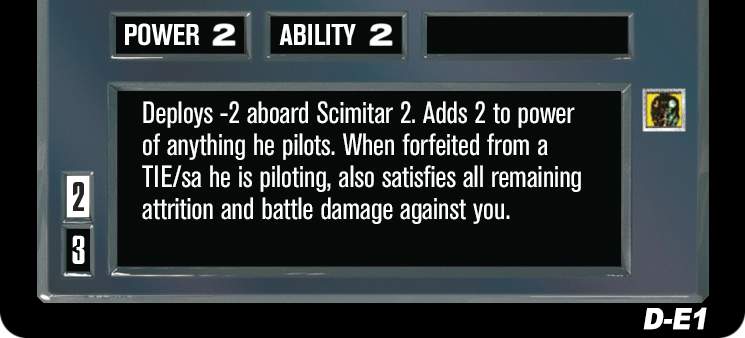 POWER 2 ABILITY 2
Deploys -2 aboard Scimitar 2. Adds 2 to power
of anything he pilots. When forfeited from a
TIE/sa he is piloting, also satisfies all remaining
attrition and battle damage against you.
2
3
D-E1